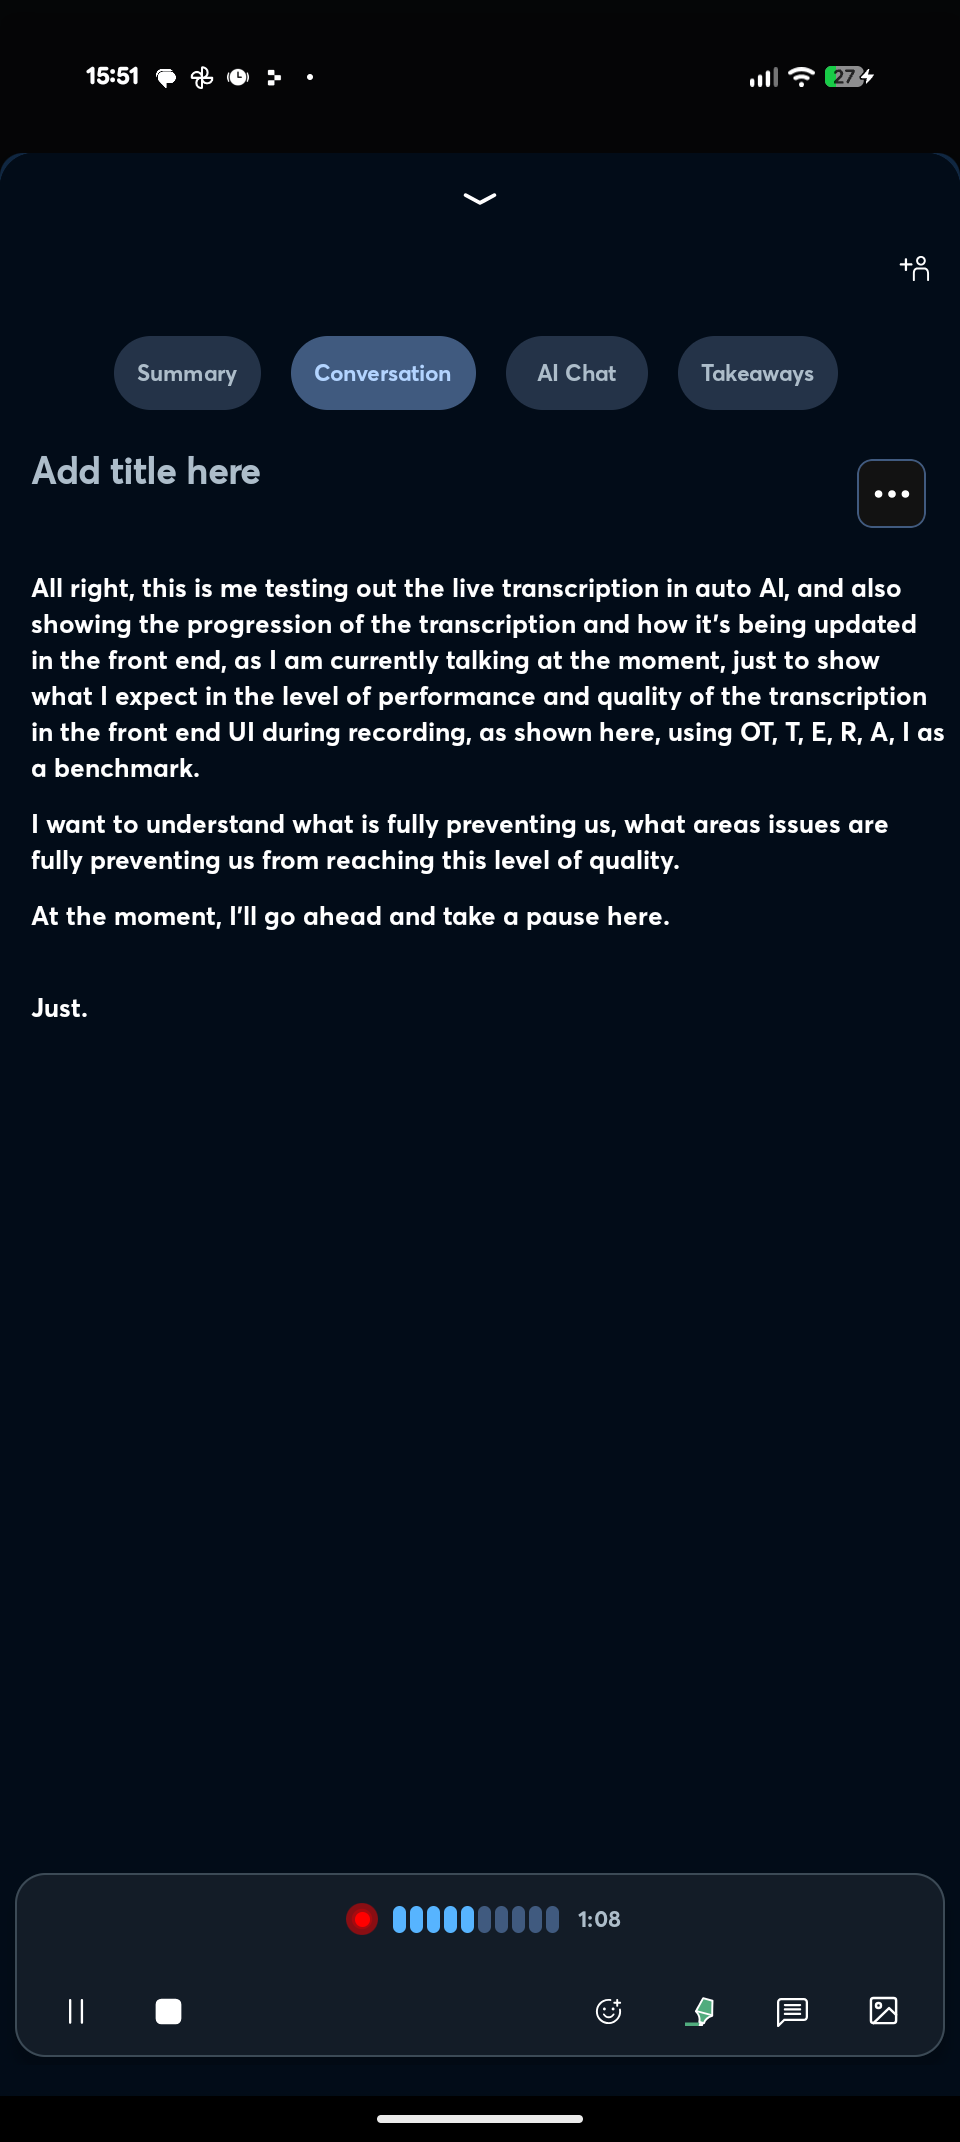 15:51
27
Summary
Conversation
AI Chat
Takeaways
Add title here
All right, this is me testing out the live transcription in auto AI, and also
showing the progression of the transcription and how it's being updated
in the front end, as I am currently talking at the moment, just to show
what I expect in the level of performance and quality of the transcription
in the front end UI during recording, as shown here, using OT, T, E, R, A, I as
a benchmark.
I want to understand what is fully preventing us, what areas issues are
fully preventing us from reaching this level of quality.
At the moment, I'll go ahead and take a pause here.
Just.
1:08